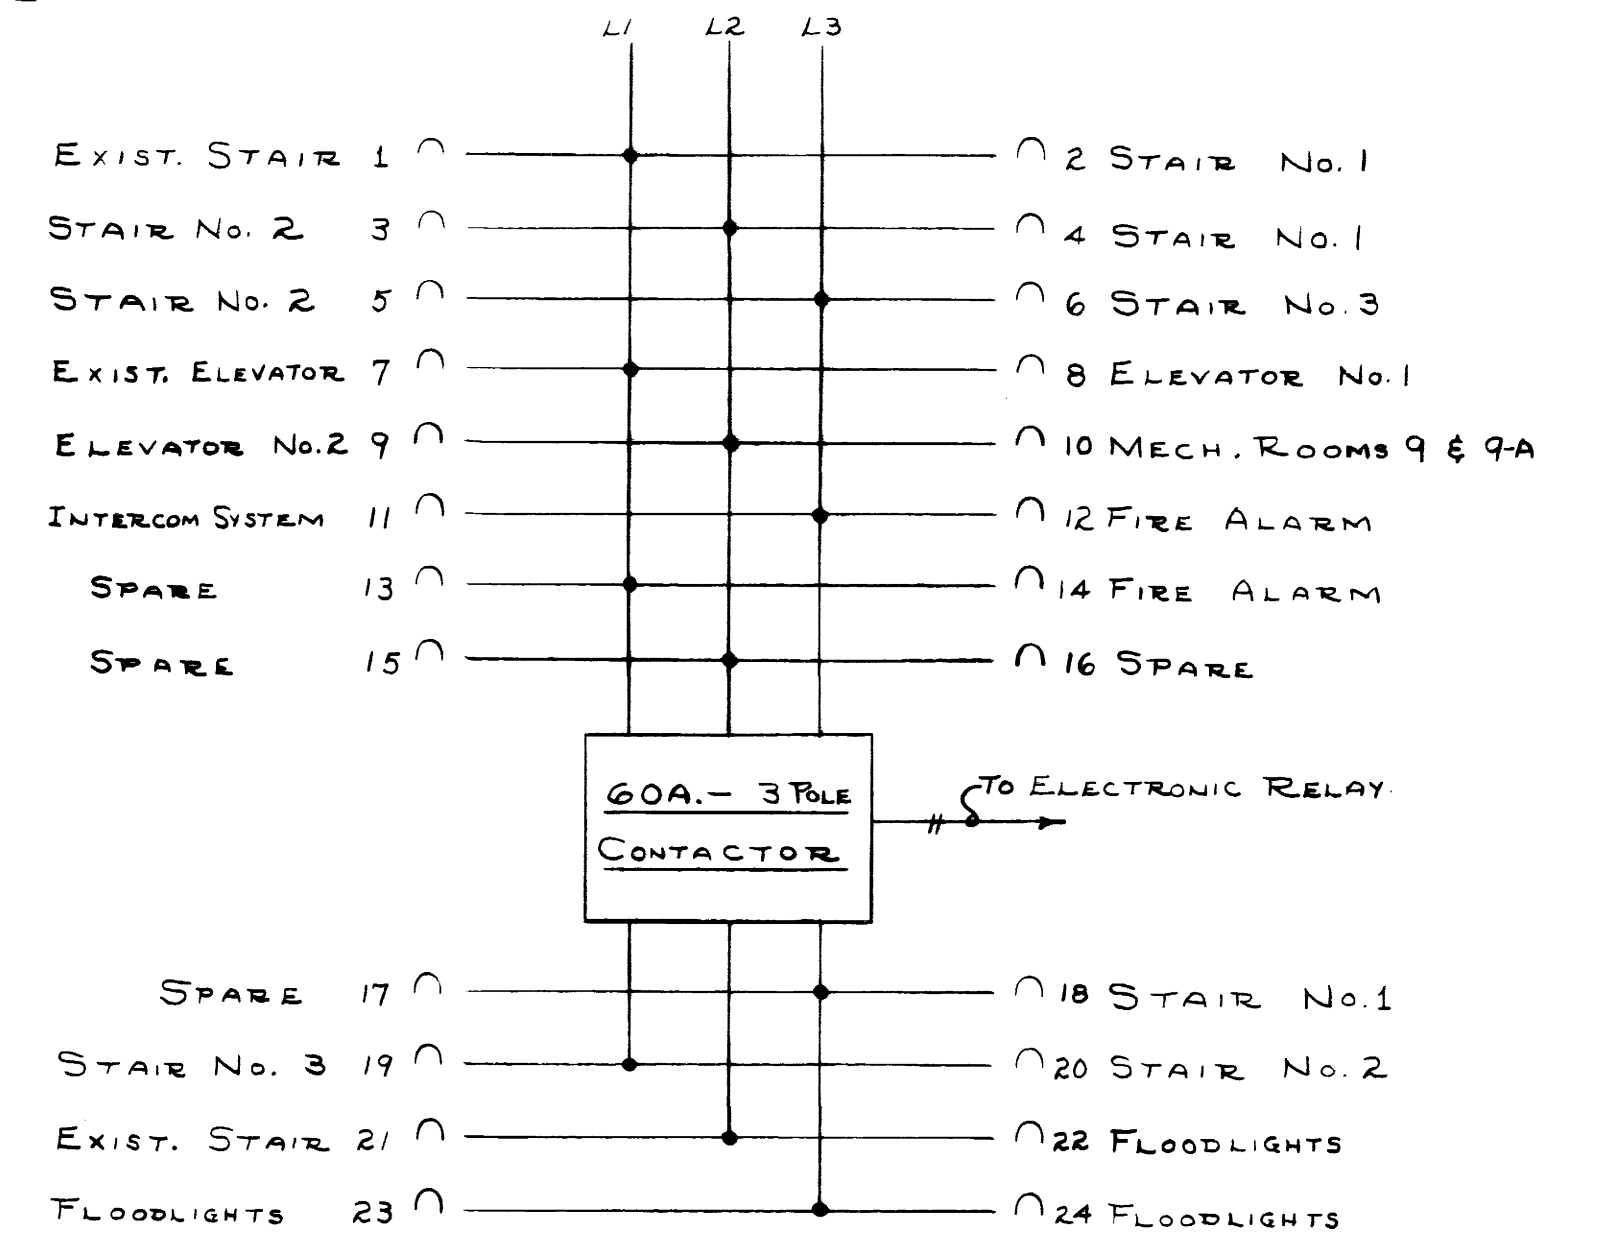 L1 L2 L3
EXIST. STAIR 1 2 STAIR No. 1
STAIR No. 2 3 4 STAIR No. 1
STAIR No. 2 5 6 STAIR No. 3
EXIST. ELEVATOR 7 8 ELEVATOR No. 1
ELEVATOR No. 2 9 10 MECH. ROOMS 9 & 9-A
INTERCOM SYSTEM 11 12 FIRE ALARM
SPARE 13 14 FIRE ALARM
SPARE 15 16 SPARE
60A. - 3 POLE
CONTACTOR
TO ELECTRONIC RELAY.
SPARE 17 18 STAIR No. 1
STAIR No. 3 19 20 STAIR No. 2
EXIST. STAIR 21 22 FLOODLIGHTS
FLOODLIGHTS 23 24 FLOODLIGHTS